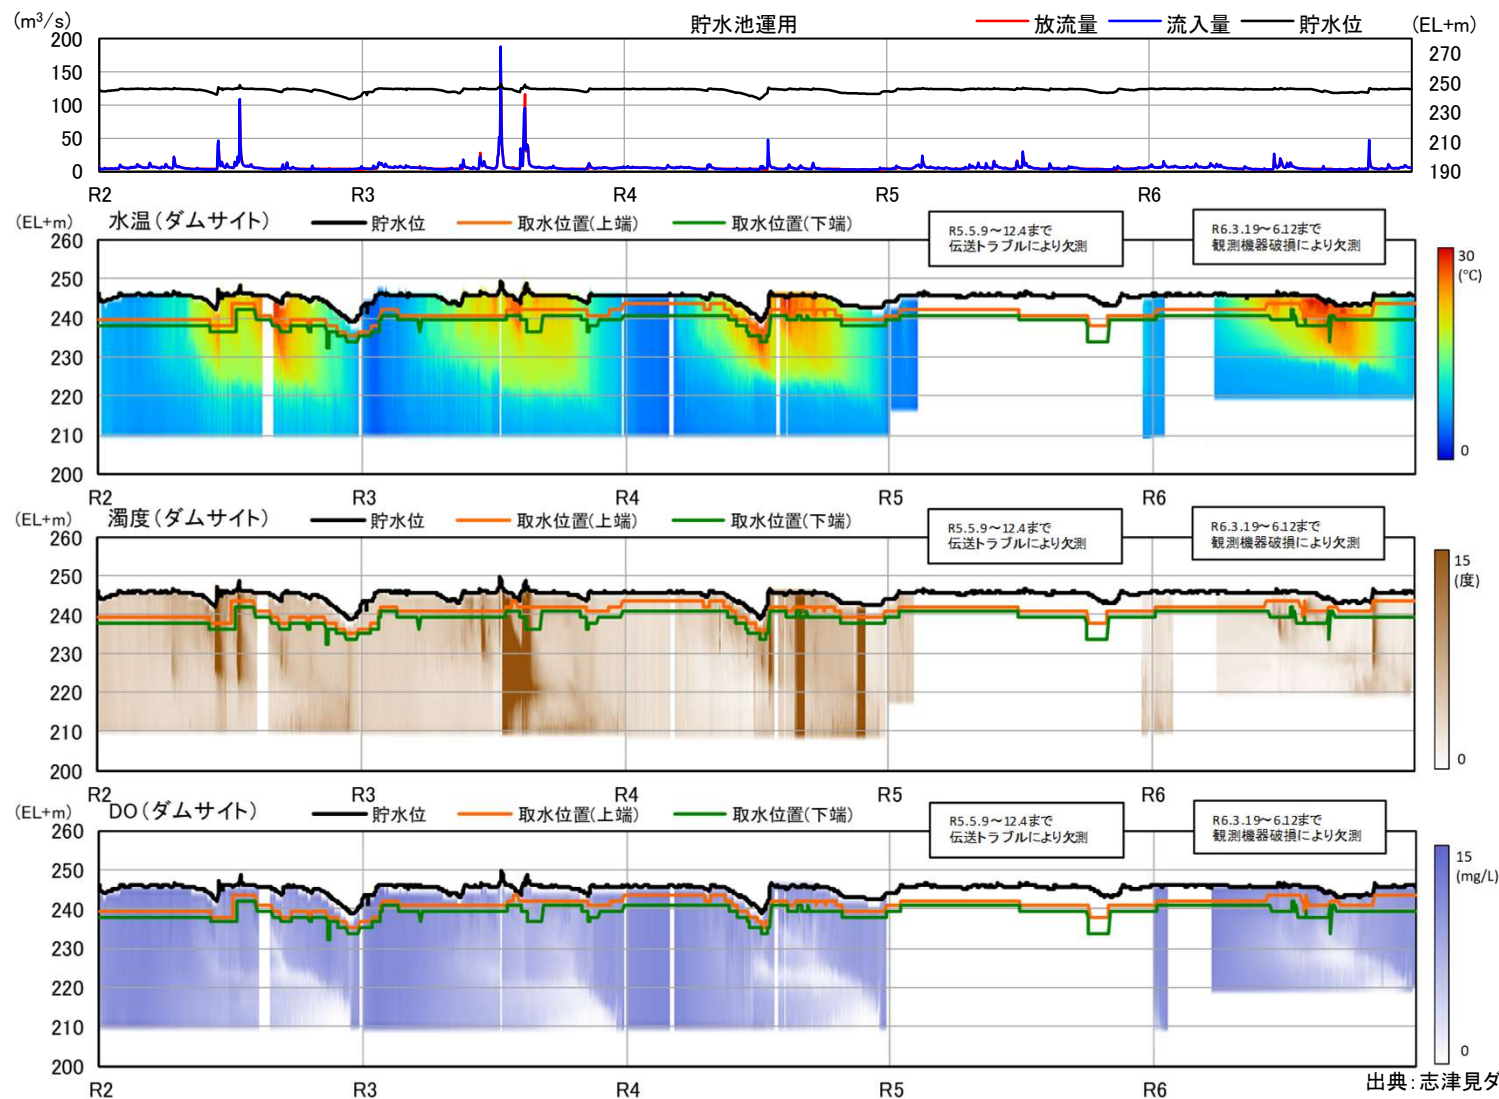 (m³/s) 貯水池運用 放流量 流入量 貯水位 (EL+m)
200
150
100
50
0
270
250
230
210
190
R2 R3 R4 R5 R6
(EL+m) 水温(ダムサイト) 貯水位 取水位置(上端) 取水位置(下端)
R5.5.9～12.4まで
伝送トラブルにより欠測
R6.3.19～6.12まで
観測機器破損により欠測
260
250
240
230
220
210
200
30
(℃)
0
R2 R3 R4 R5 R6
(EL+m) 濁度(ダムサイト) 貯水位 取水位置(上端) 取水位置(下端)
R5.5.9～12.4まで
伝送トラブルにより欠測
R6.3.19～6.12まで
観測機器破損により欠測
260
250
240
230
220
210
200
15
(度)
0
R2 R3 R4 R5 R6
(EL+m) DO(ダムサイト) 貯水位 取水位置(上端) 取水位置(下端)
R5.5.9～12.4まで
伝送トラブルにより欠測
R6.3.19～6.12まで
観測機器破損により欠測
260
250
240
230
220
210
200
15
(mg/L)
0
R2 R3 R4 R5 R6
出典：志津見ダ